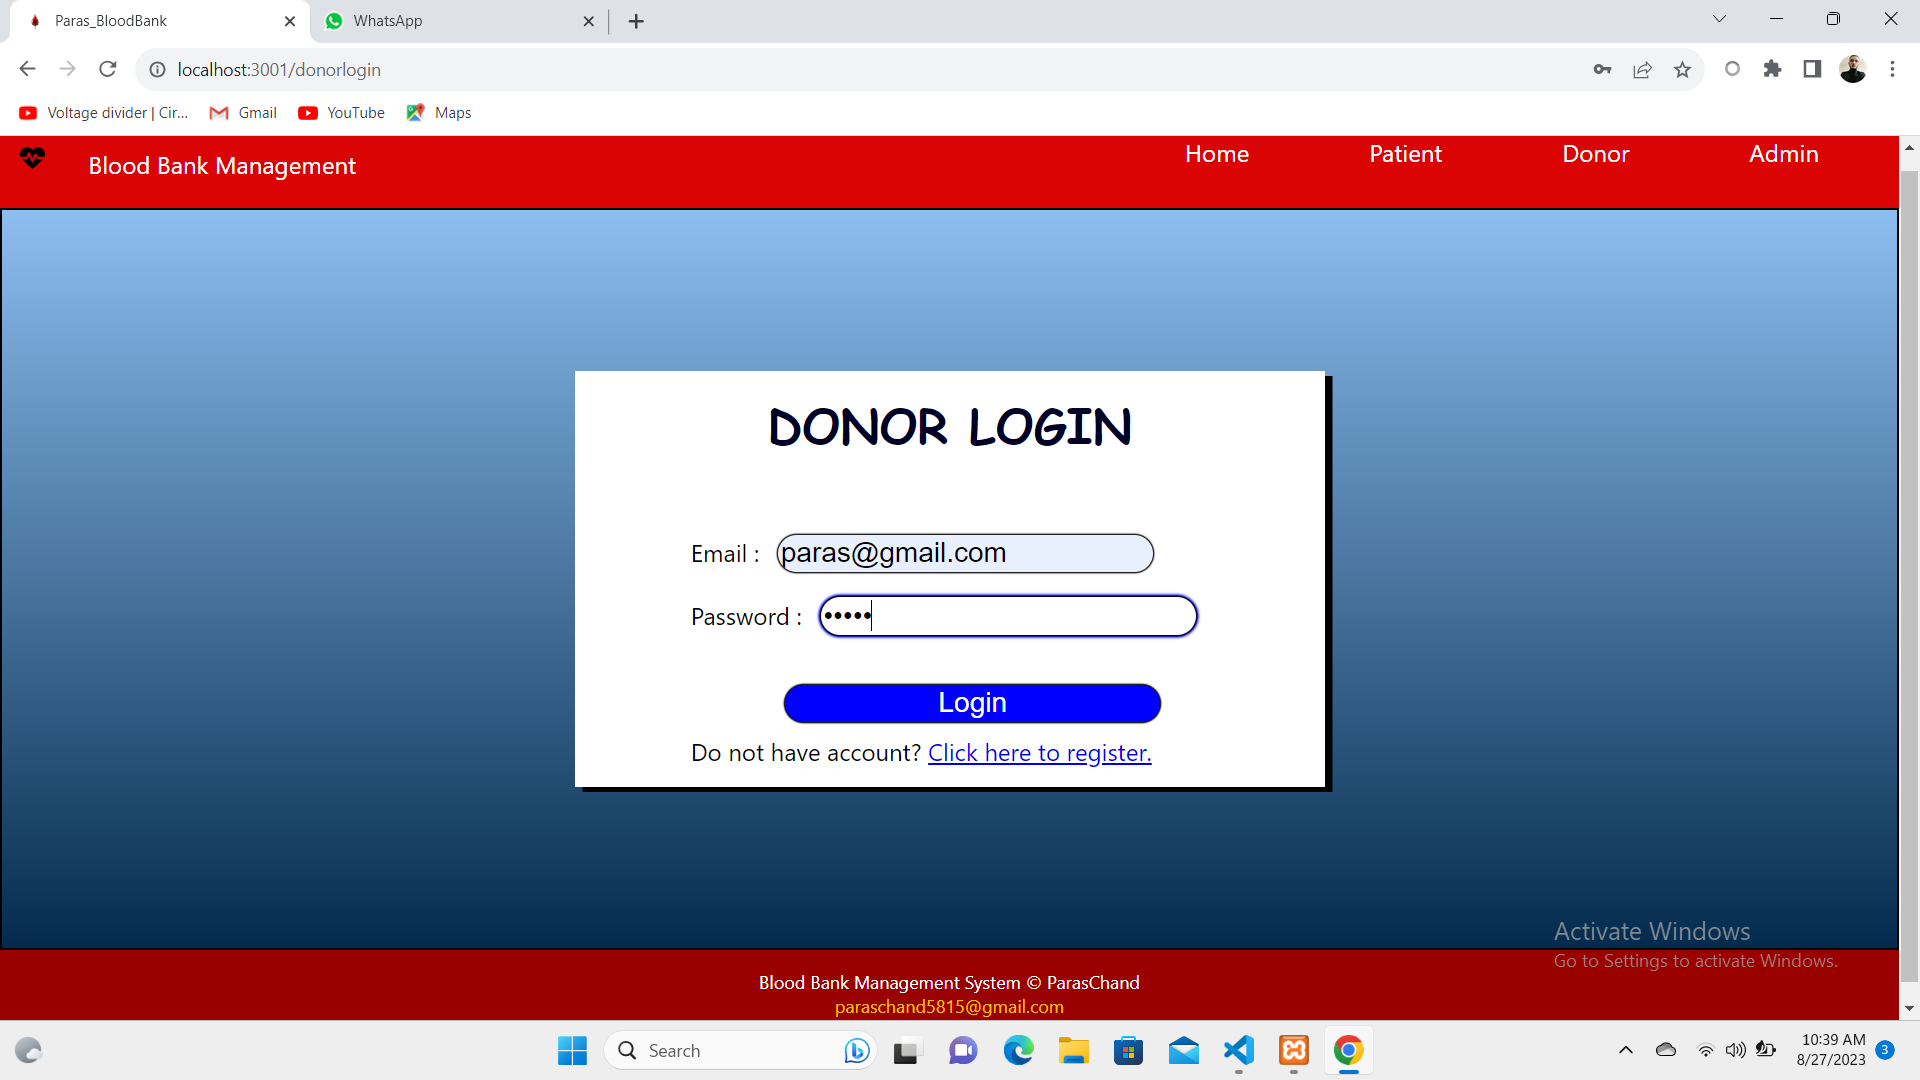 Paras_BloodBank
WhatsApp
localhost:3001/donorlogin
Voltage divider | Cir...
Gmail
YouTube
Maps
Blood Bank Management
Home
Patient
Donor
Admin
DONOR LOGIN
Email : paras@gmail.com
Password : •••••
Login
Do not have account? Click here to register.
Activate Windows
Go to Settings to activate Windows.
Blood Bank Management System © ParasChand
paraschand5815@gmail.com
Search
10:39 AM
8/27/2023
3